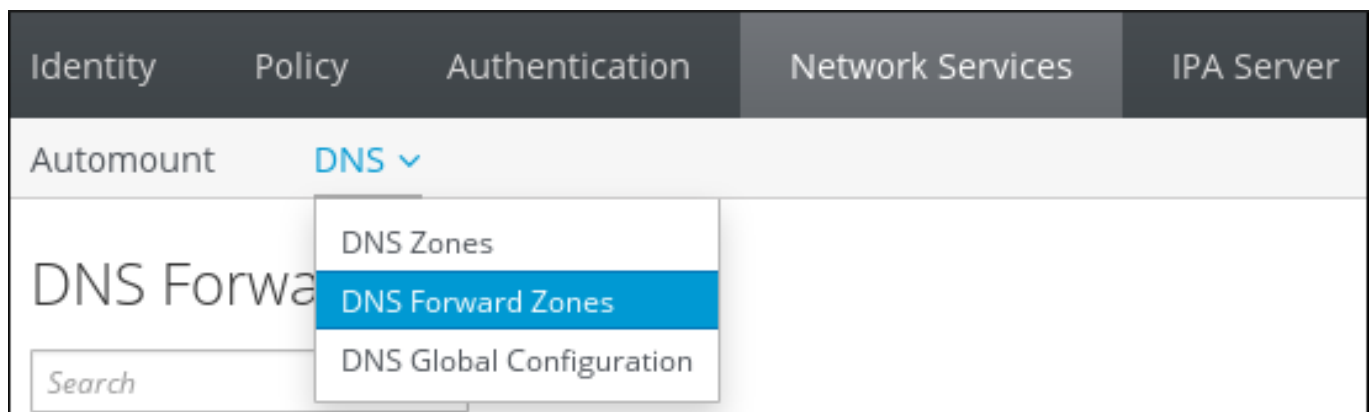 Identity Policy Authentication Network Services IPA Server
Automount DNS
DNS Zones
DNS Forward Zones
DNS Global Configuration
DNS Forwa
Search